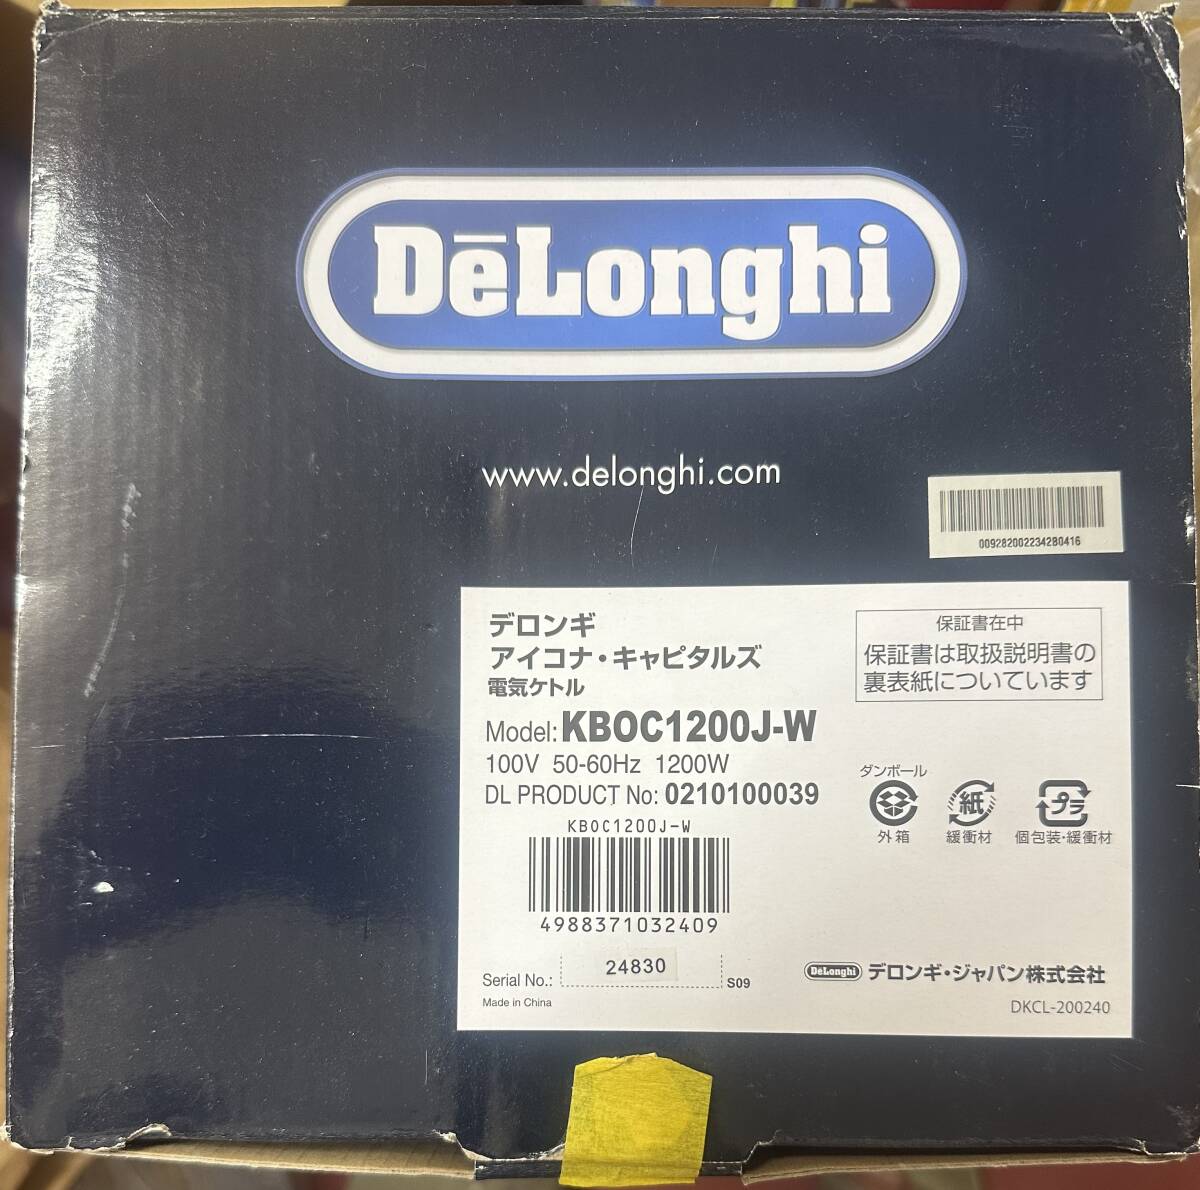 DēLonghi
www.delonghi.com
009282002234280416
デロンギ
アイコナ・キャピタルズ
電気ケトル
Model: KBOC1200J-W
100V 50-60Hz 1200W
DL PRODUCT No: 0210100039
KBOC1200J-W
4988371032409
Serial No.: 24830 S09
Made in China
保証書在中
保証書は取扱説明書の
裏表紙についています
ダンボール
外箱
紙
緩衝材
プラ
個包装・緩衝材
DēLonghi デロンギ・ジャパン株式会社
DKCL-200240